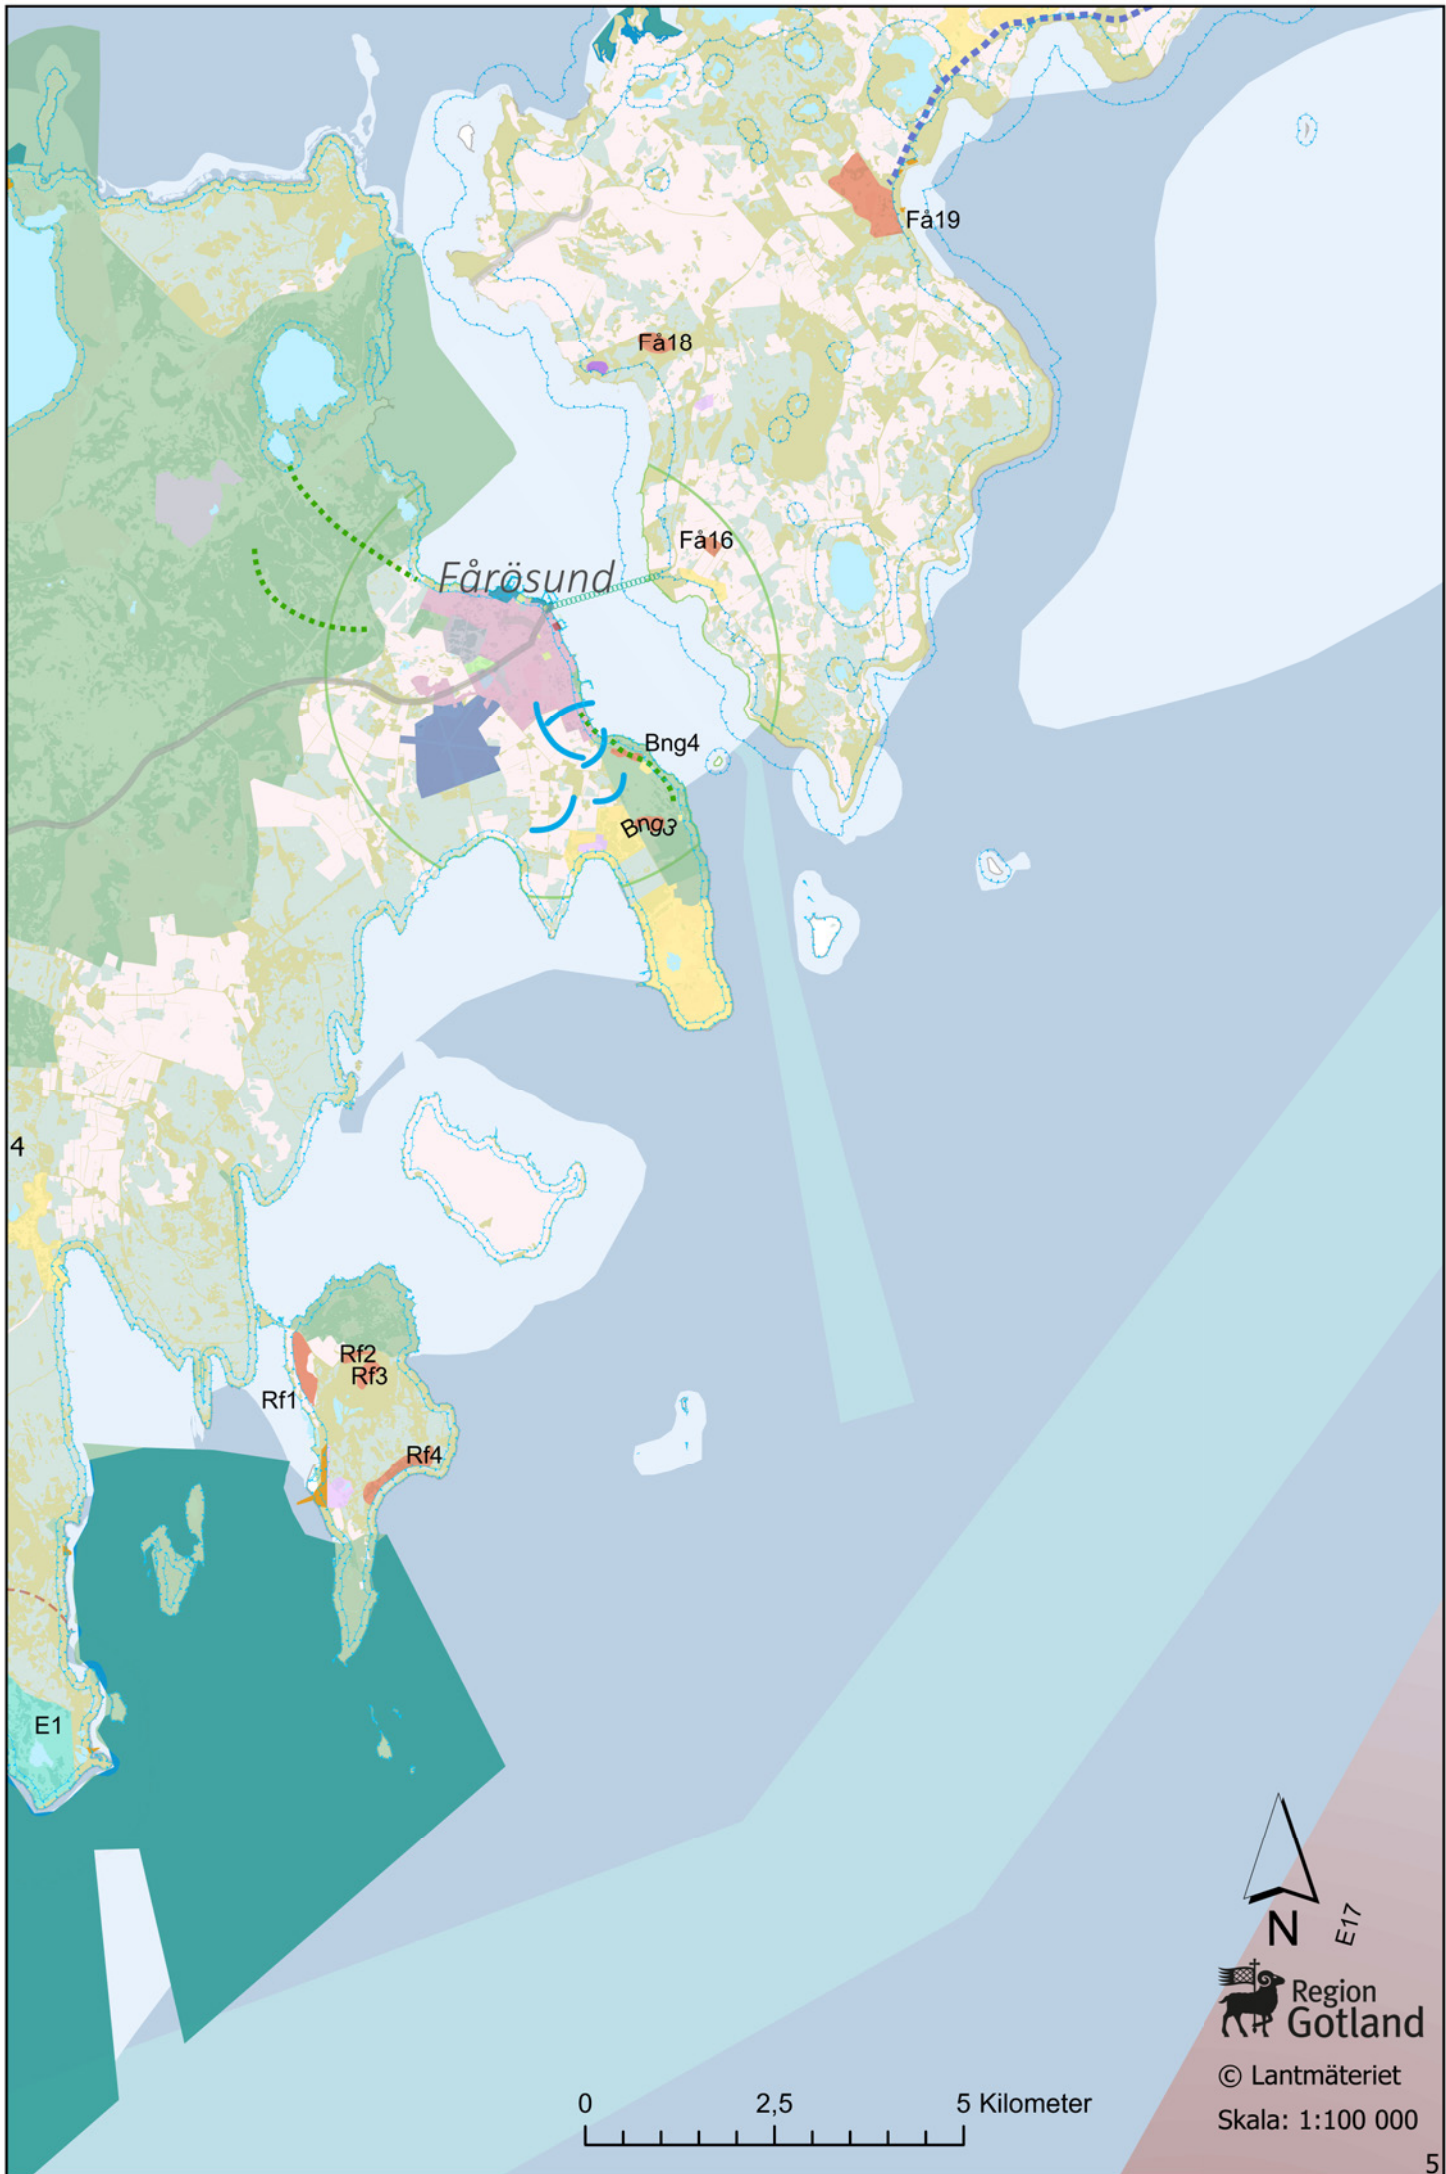 Få19
Få18
Få16
Fårösund
Bng4
Bng3
4
Rf2
Rf3
Rf1
Rf4
E1
E17
N
Region
Gotland
© Lantmäteriet
0 2,5 5 Kilometer
Skala: 1:100 000
5